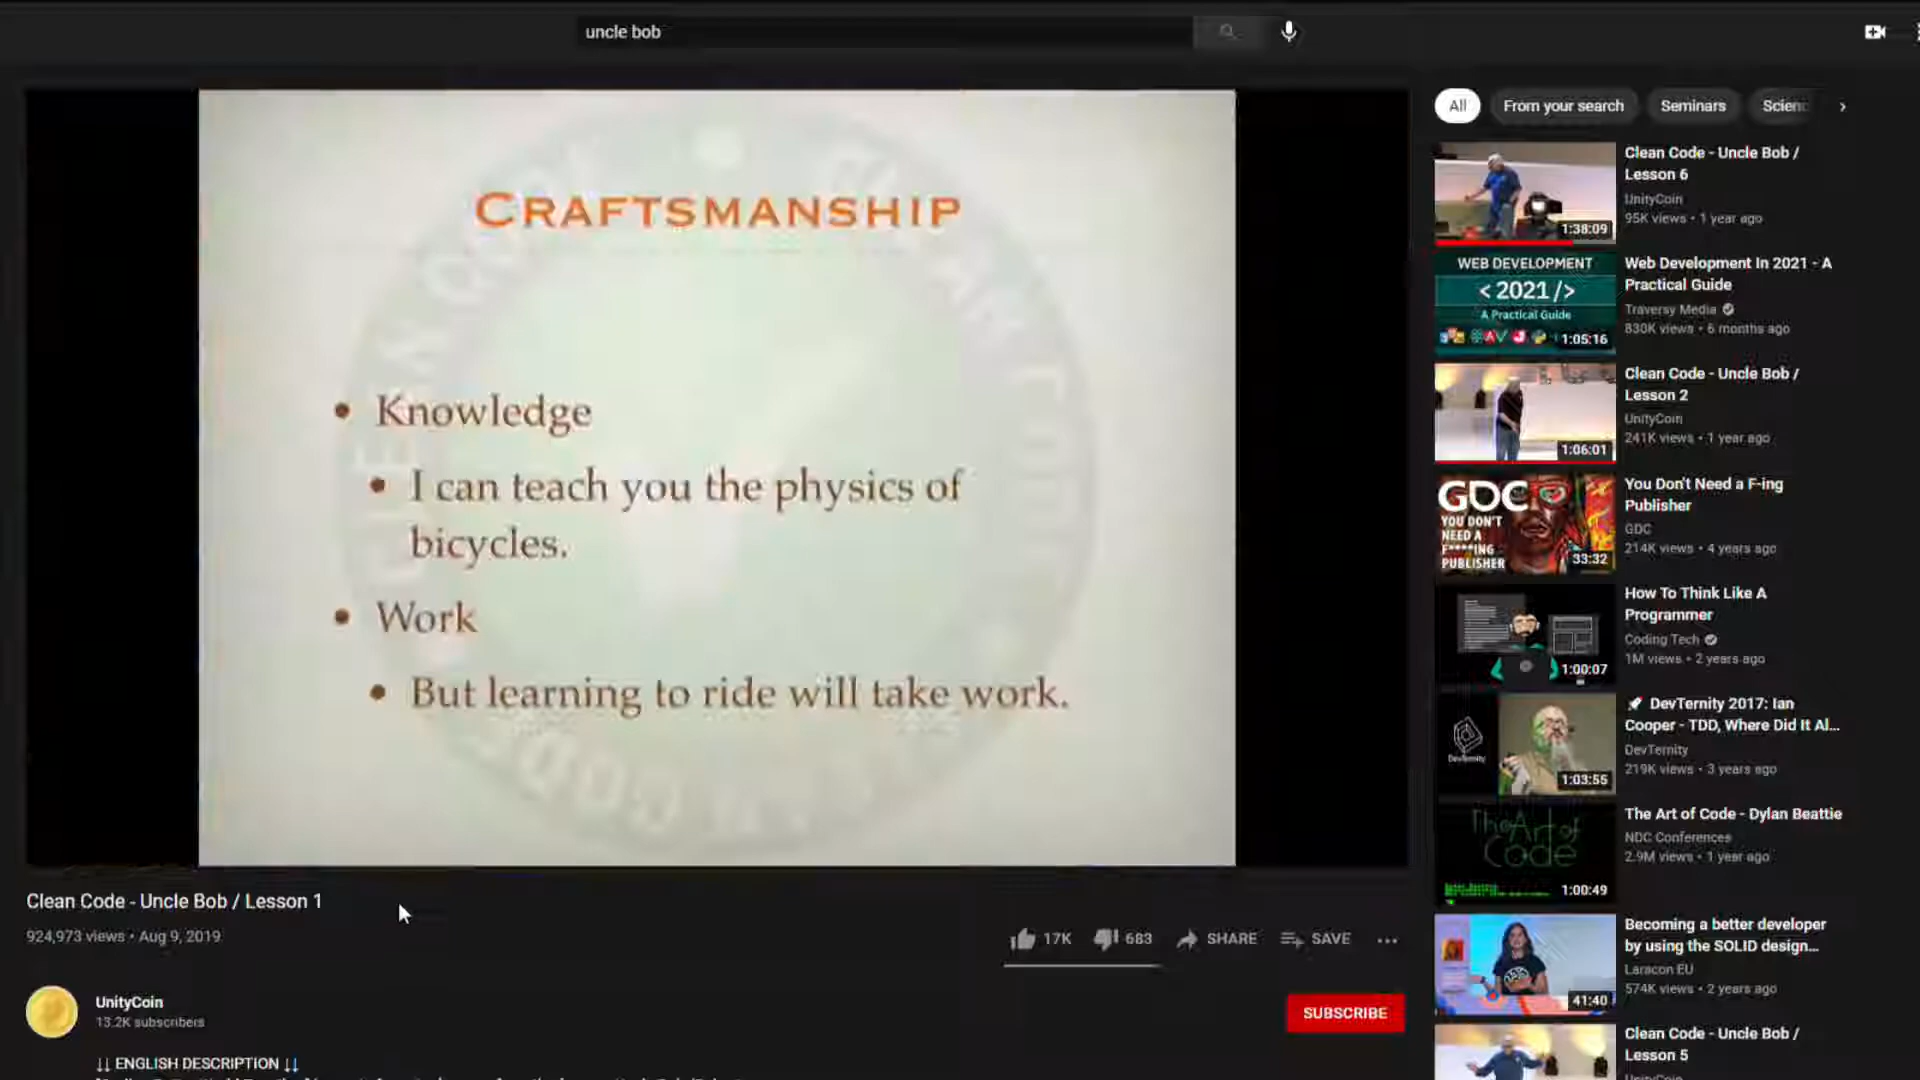 uncle bob
CRAFTSMANSHIP
• Knowledge
• I can teach you the physics of
bicycles.
• Work
• But learning to ride will take work.
Clean Code - Uncle Bob / Lesson 1
924,973 views • Aug 9, 2019
17K
683
SHARE
SAVE
UnityCoin
13.2K subscribers
SUBSCRIBE
↓↓ ENGLISH DESCRIPTION ↓↓
All
From your search
Seminars
Scienc
1:38:09
Clean Code - Uncle Bob /
Lesson 6
UnityCoin
95K views • 1 year ago
WEB DEVELOPMENT
< 2021 />
A Practical Guide
1:05:16
Web Development In 2021 - A
Practical Guide
Traversy Media
830K views • 6 months ago
1:06:01
Clean Code - Uncle Bob /
Lesson 2
UnityCoin
241K views • 1 year ago
GDC
YOU DON'T
NEED A
F****ING
PUBLISHER
33:32
You Don't Need a F-ing
Publisher
GDC
214K views • 4 years ago
1:00:07
How To Think Like A
Programmer
Coding Tech
1M views • 2 years ago
DevTernity
1:03:55
DevTernity 2017: Ian
Cooper - TDD, Where Did It Al...
DevTernity
219K views • 3 years ago
The Art of
Code
1:00:49
The Art of Code - Dylan Beattie
NDC Conferences
2.9M views • 1 year ago
41:40
Becoming a better developer
by using the SOLID design...
Laracon EU
574K views • 2 years ago
Clean Code - Uncle Bob /
Lesson 5